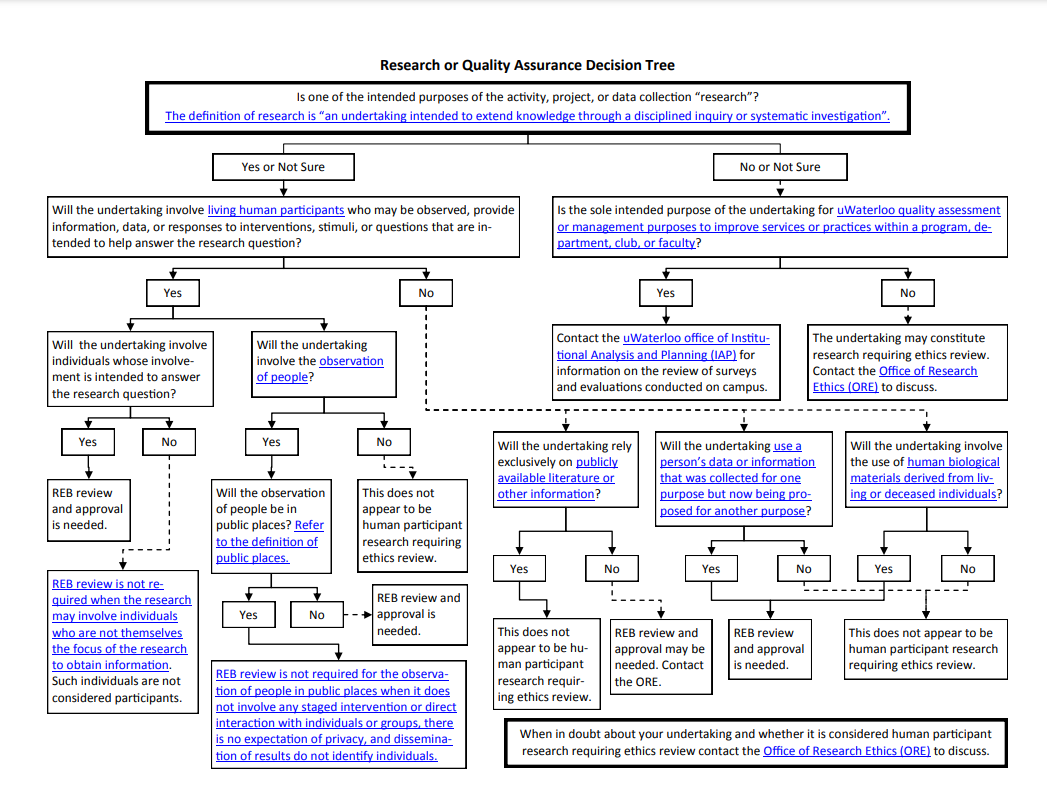 Research or Quality Assurance Decision Tree
Is one of the intended purposes of the activity, project, or data collection “research”?
The definition of research is “an undertaking intended to extend knowledge through a disciplined inquiry or systematic investigation”.
Yes or Not Sure
No or Not Sure
Will the undertaking involve living human participants who may be observed, provide
information, data, or responses to interventions, stimuli, or questions that are in-
tended to help answer the research question?
Is the sole intended purpose of the undertaking for uWaterloo quality assessment
or management purposes to improve services or practices within a program, de-
partment, club, or faculty?
Yes
No
Yes
No
Will the undertaking involve
individuals whose involve-
ment is intended to answer
the research question?
Will the undertaking
involve the observation
of people?
Contact the uWaterloo office of Institu-
tional Analysis and Planning (IAP) for
information on the review of surveys
and evaluations conducted on campus.
The undertaking may constitute
research requiring ethics review.
Contact the Office of Research
Ethics (ORE) to discuss.
Yes
No
Yes
No
Will the undertaking rely
exclusively on publicly
available literature or
other information?
Will the undertaking use a
person’s data or information
that was collected for one
purpose but now being pro-
posed for another purpose?
Will the undertaking involve
the use of human biological
materials derived from liv-
ing or deceased individuals?
REB review
and approval
is needed.
Will the observation
of people be in
public places? Refer
to the definition of
public places.
This does not
appear to be
human participant
research requiring
ethics review.
Yes
No
Yes
No
Yes
No
REB review is not re-
quired when the research
may involve individuals
who are not themselves
the focus of the research
to obtain information.
Such individuals are not
considered participants.
Yes
No
REB review and
approval is
needed.
This does not
appear to be hu-
man participant
research requir-
ing ethics review.
REB review and
approval may be
needed. Contact
the ORE.
REB review
and approval
is needed.
This does not appear to be
human participant research
requiring ethics review.
REB review is not required for the observa-
tion of people in public places when it does
not involve any staged intervention or direct
interaction with individuals or groups, there
is no expectation of privacy, and dissemina-
tion of results do not identify individuals.
When in doubt about your undertaking and whether it is considered human participant
research requiring ethics review contact the Office of Research Ethics (ORE) to discuss.